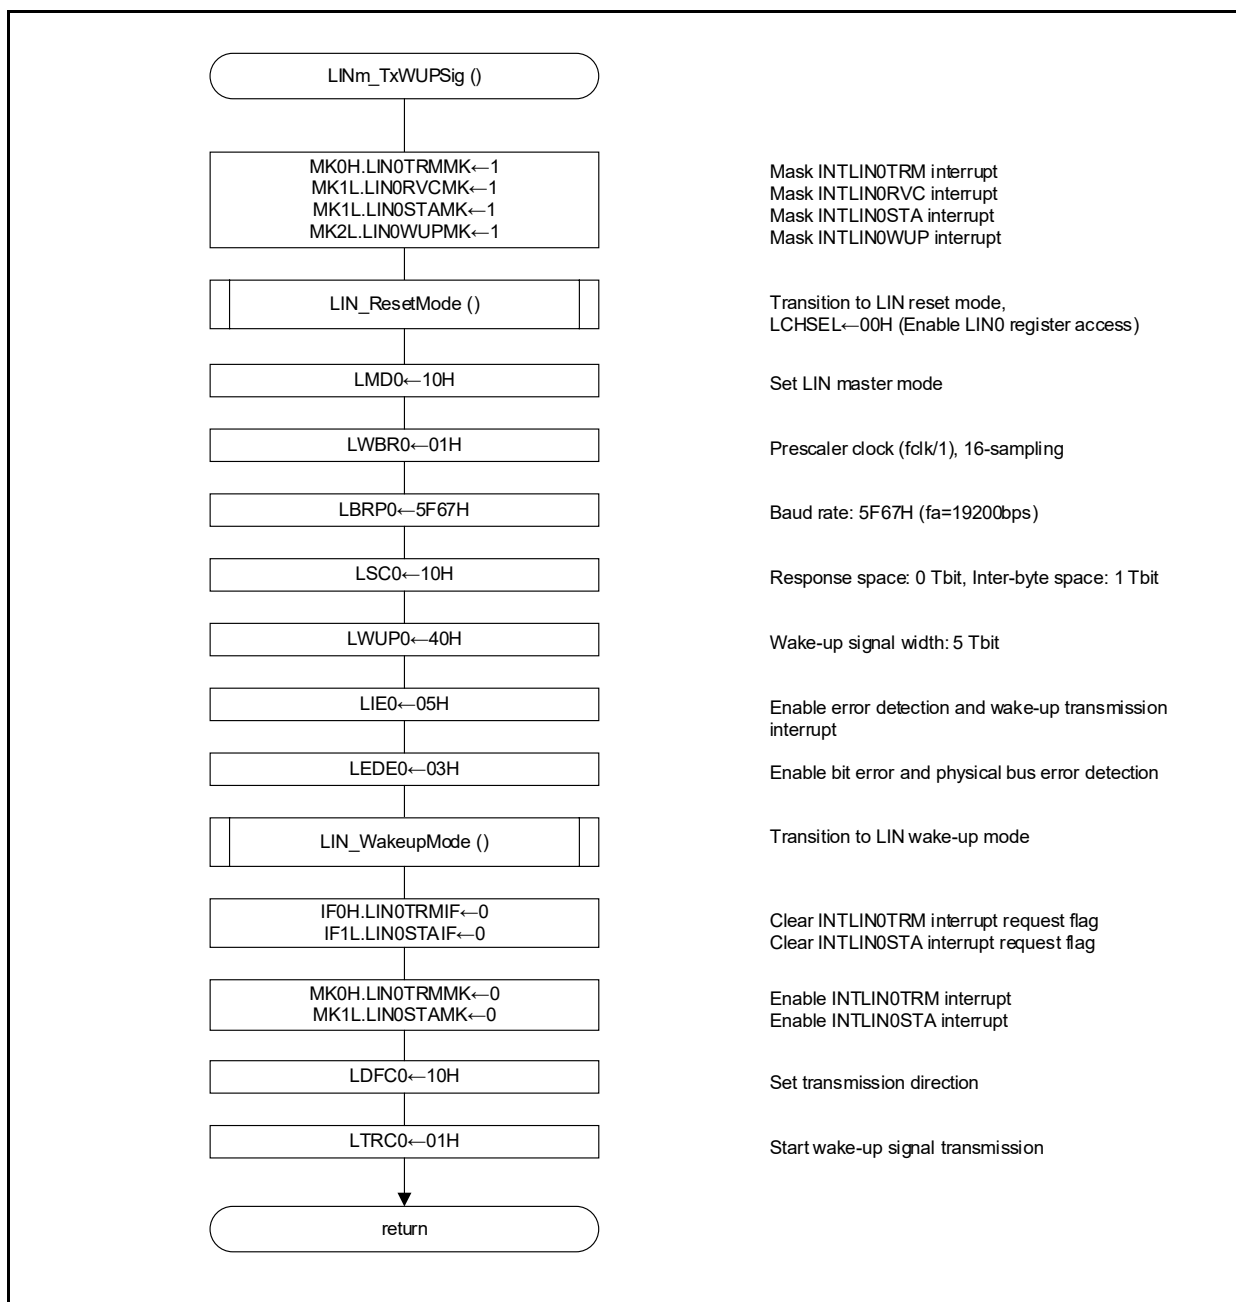 LINm_TxWUPSig ()
MK0H.LIN0TRMMK←1
MK1L.LIN0RVCMK←1
MK1L.LIN0STAMK←1
MK2L.LIN0WUPMK←1
Mask INTLIN0TRM interrupt
Mask INTLIN0RVC interrupt
Mask INTLIN0STA interrupt
Mask INTLIN0WUP interrupt
LIN_ResetMode ()
Transition to LIN reset mode,
LCHSEL←00H (Enable LIN0 register access)
LMD0←10H
Set LIN master mode
LWBR0←01H
Prescaler clock (fclk/1), 16-sampling
LBRP0←5F67H
Baud rate: 5F67H (fa=19200bps)
LSC0←10H
Response space: 0 Tbit, Inter-byte space: 1 Tbit
LWUP0←40H
Wake-up signal width: 5 Tbit
LIE0←05H
Enable error detection and wake-up transmission
interrupt
LEDE0←03H
Enable bit error and physical bus error detection
LIN_WakeupMode ()
Transition to LIN wake-up mode
IF0H.LIN0TRMIF←0
IF1L.LIN0STAIF←0
Clear INTLIN0TRM interrupt request flag
Clear INTLIN0STA interrupt request flag
MK0H.LIN0TRMMK←0
MK1L.LIN0STAMK←0
Enable INTLIN0TRM interrupt
Enable INTLIN0STA interrupt
LDFC0←10H
Set transmission direction
LTRC0←01H
Start wake-up signal transmission
return